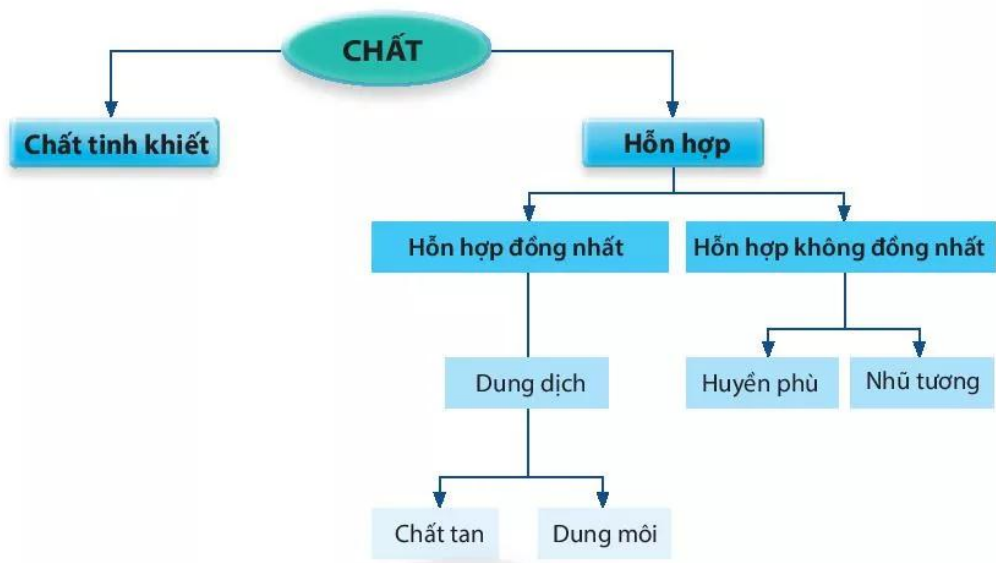 CHẤT
Chất tinh khiết
Hỗn hợp
Hỗn hợp đồng nhất
Hỗn hợp không đồng nhất
Dung dịch
Huyền phù
Nhũ tương
Chất tan
Dung môi